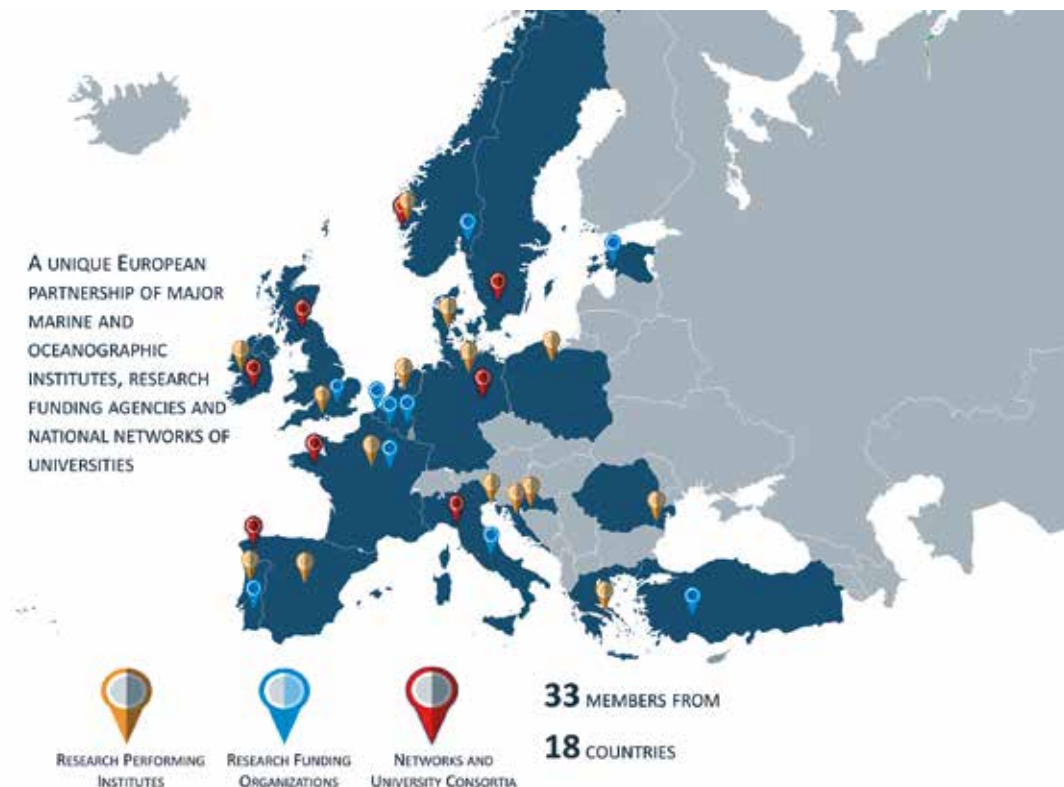 A UNIQUE EUROPEAN
PARTNERSHIP OF MAJOR
MARINE AND
OCEANOGRAPHIC
INSTITUTES, RESEARCH
FUNDING AGENCIES AND
NATIONAL NETWORKS OF
UNIVERSITIES
RESEARCH PERFORMING
INSTITUTES
RESEARCH FUNDING
ORGANIZATIONS
NETWORKS AND
UNIVERSITY CONSORTIA
33 MEMBERS FROM
18 COUNTRIES